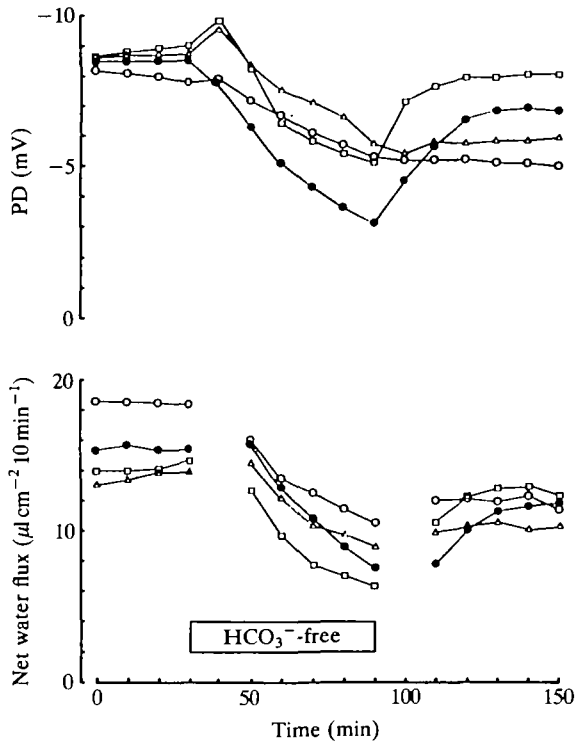 −10
−5
0
PD (mV)
20
10
0
Net water flux (μl cm⁻² 10 min⁻¹)
HCO₃⁻-free
0
50
100
150
Time (min)